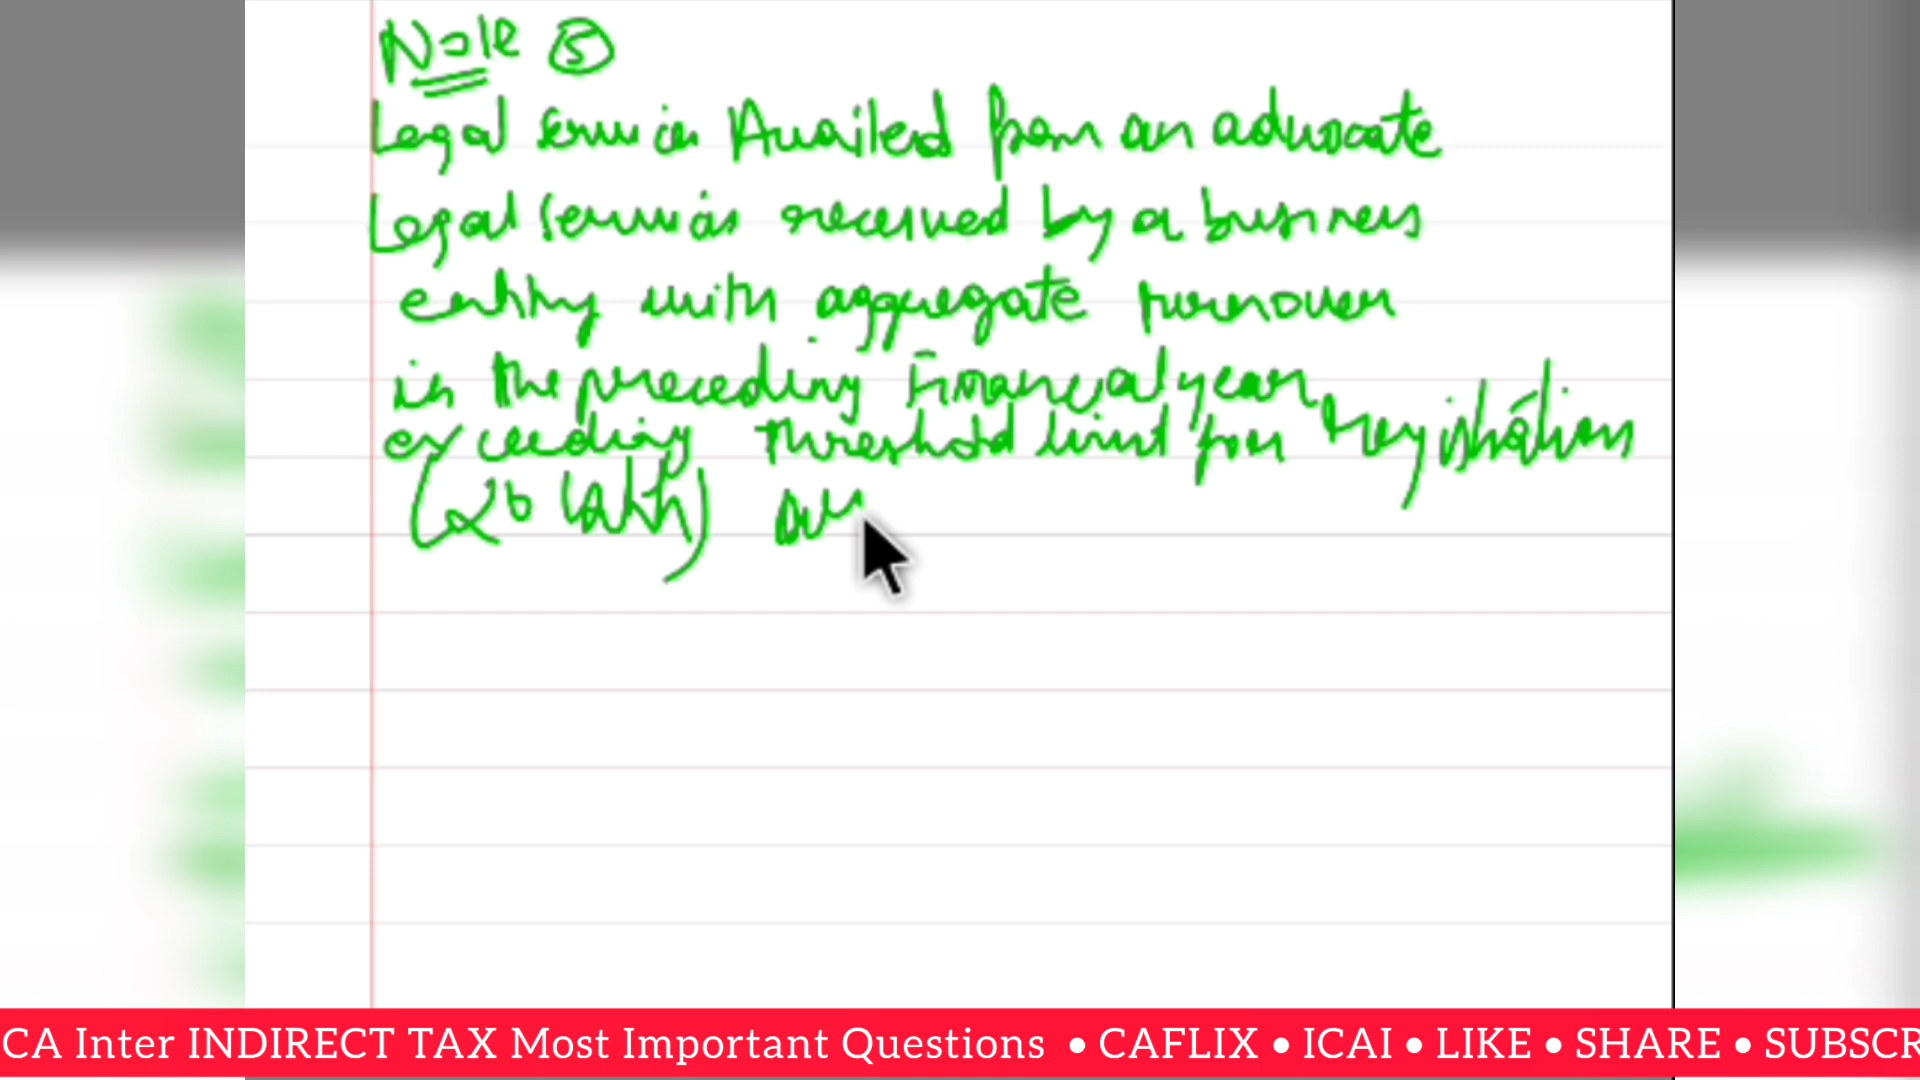 Note 5
Legal services Availed from an advocate
Legal services received by a business
entity with aggregate turnover
in the preceding Financial year
exceeding threshold limit for registration
(20 Lakh) are
CA Inter INDIRECT TAX Most Important Questions • CAFLIX • ICAI • LIKE • SHARE • SUBSCR